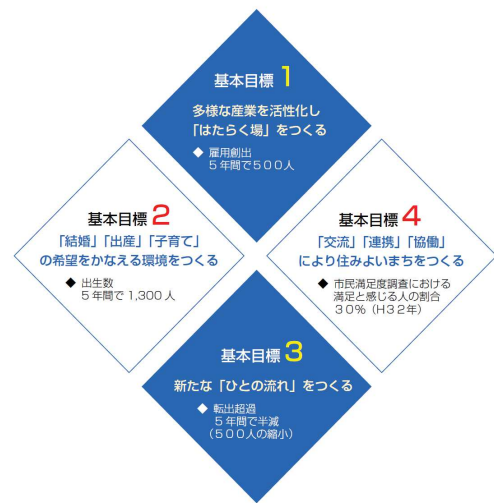 基本目標 1
多様な産業を活性化し
「はたらく場」をつくる
◆ 雇用創出
５年間で５００人
基本目標 2
「結婚」「出産」「子育て」
の希望をかなえる環境をつくる
◆ 出生数
５年間で1,300人
基本目標 3
新たな「ひとの流れ」をつくる
◆ 転出超過
５年間で半減
（５００人の縮小）
基本目標 4
「交流」「連携」「協働」
により住みよいまちをつくる
◆ 市民満足度調査における
満足と感じる人の割合
３０％（Ｈ３２年）